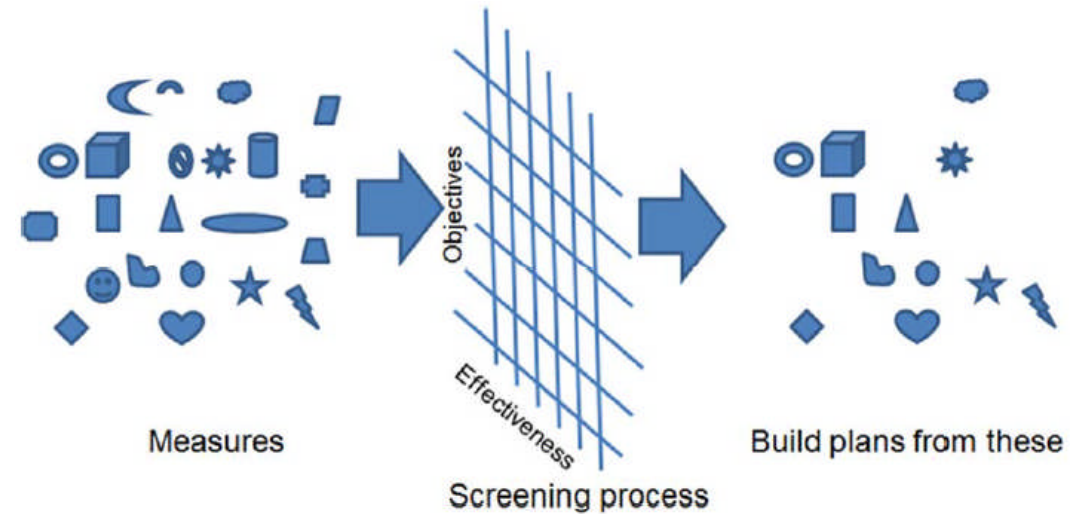 Objectives
Effectiveness
Measures
Build plans from these
Screening process